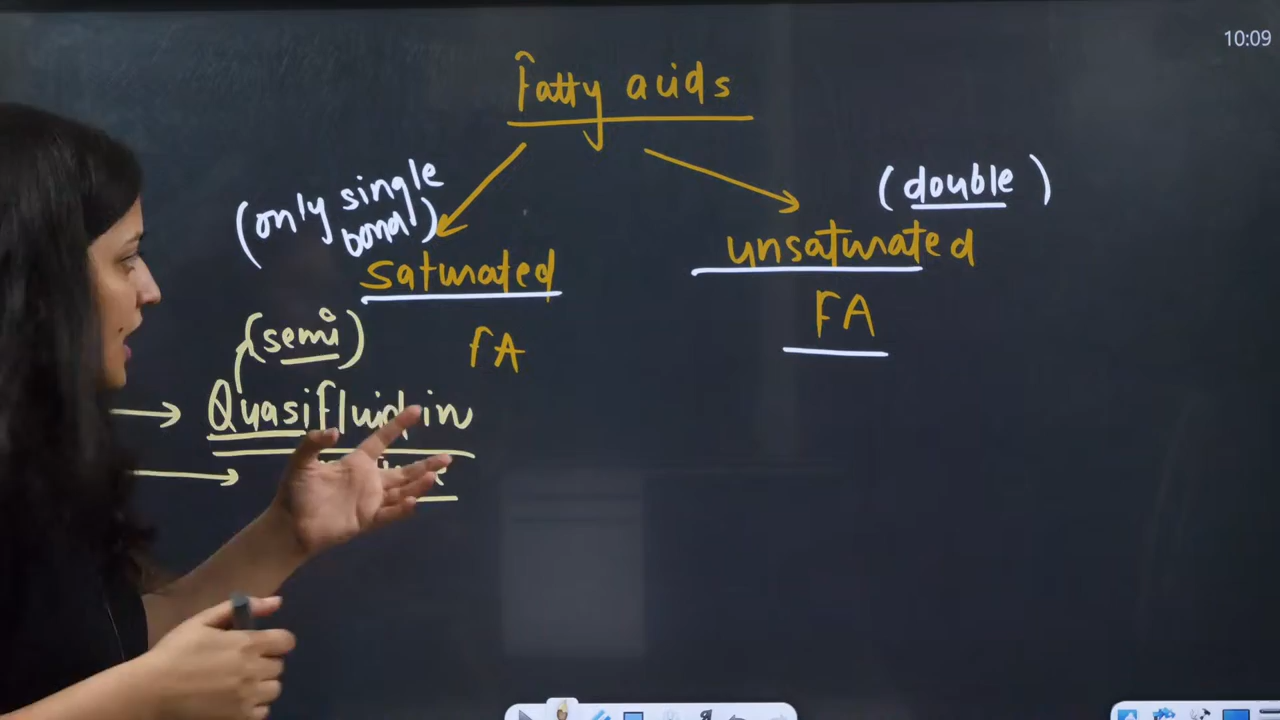 10:09
Fatty acids
(only single
bond)
(double)
saturated
FA
unsaturated
FA
(semi)
Quasifluid in